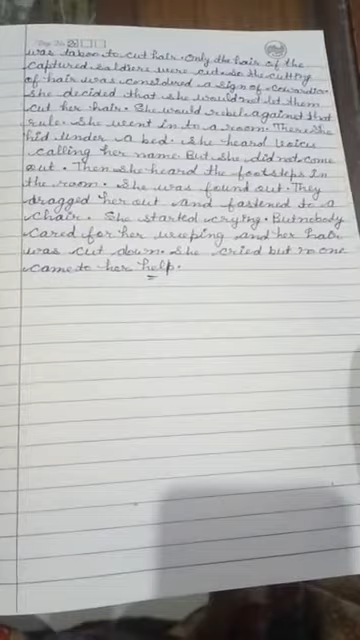 was taboo to cut hair. Only the hair of the
captured soldiers were cut so the cutting
of hair was considered a sign of cowardice.
She decided that she would not let them
cut her hair. She would rebel against that
rule. She went in to a room. There she
hid under a bed. She heard voices
calling her name. But she did not come
out. Then she heard the footsteps in
the room. She was found out. They
dragged her out and fastened to a
chair. She started crying. But nobody
cared for her weeping and her hair
was cut down. She cried but no one
came to her help.